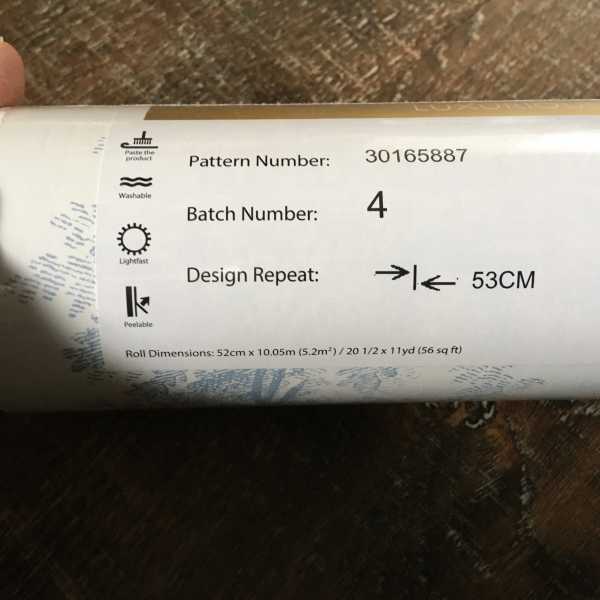 Paste the
product
Washable
Lightfast
Peelable
Pattern Number: 30165887
Batch Number: 4
Design Repeat: 53CM
Roll Dimensions: 52cm x 10.05m (5.2m²) / 20 1/2 x 11yd (56 sq ft)